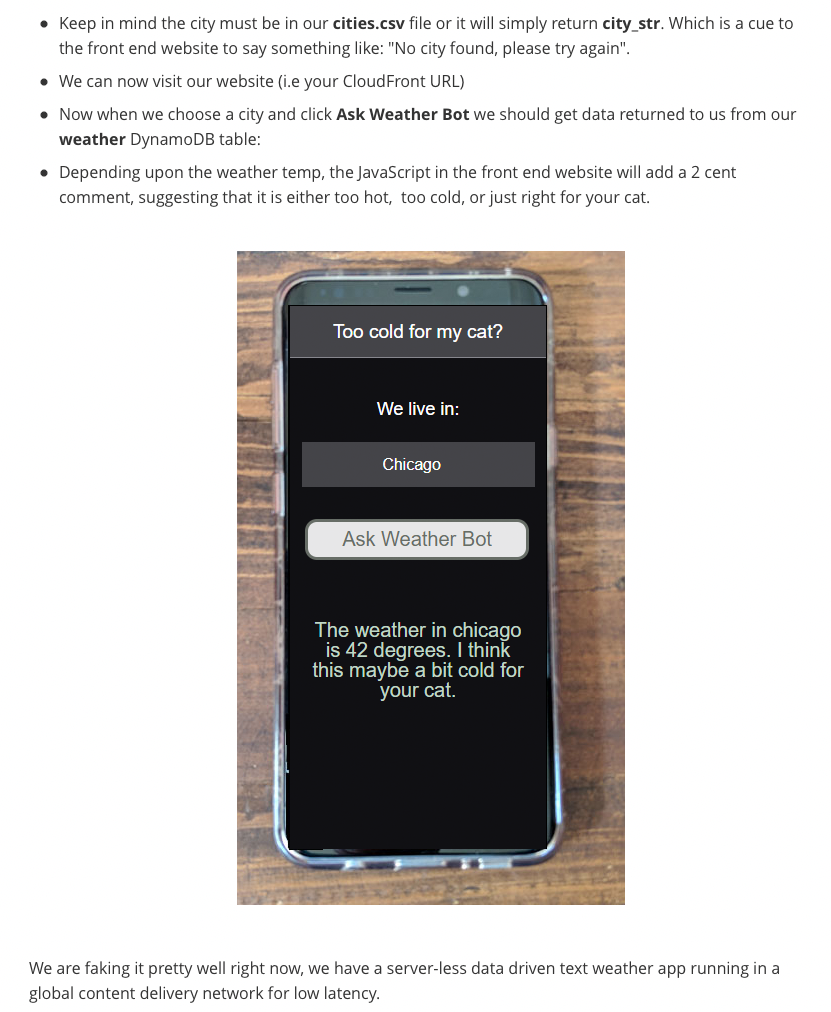 Keep in mind the city must be in our cities.csv file or it will simply return city_str. Which is a cue to
the front end website to say something like: "No city found, please try again".
We can now visit our website (i.e your CloudFront URL)
Now when we choose a city and click Ask Weather Bot we should get data returned to us from our
weather DynamoDB table:
Depending upon the weather temp, the JavaScript in the front end website will add a 2 cent
comment, suggesting that it is either too hot,  too cold, or just right for your cat.
Too cold for my cat?
We live in:
Chicago
Ask Weather Bot
The weather in chicago
is 42 degrees. I think
this maybe a bit cold for
your cat.
We are faking it pretty well right now, we have a server-less data driven text weather app running in a
global content delivery network for low latency.